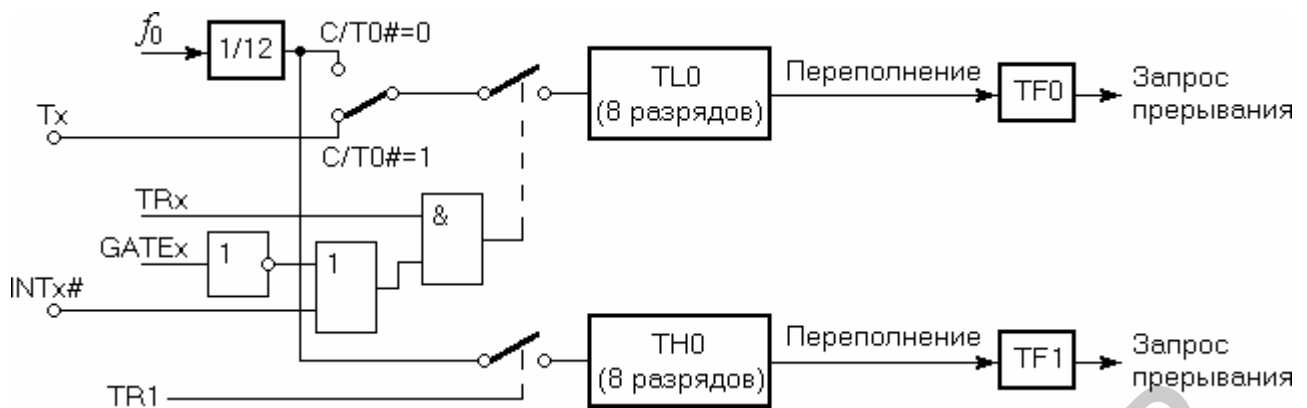 f0
1/12
C/T0#=0
Tx
C/T0#=1
TL0
(8 разрядов)
Переполнение
TF0
Запрос
прерывания
TRx
&
GATEx
1
1
INTx#
TH0
(8 разрядов)
Переполнение
TF1
Запрос
прерывания
TR1